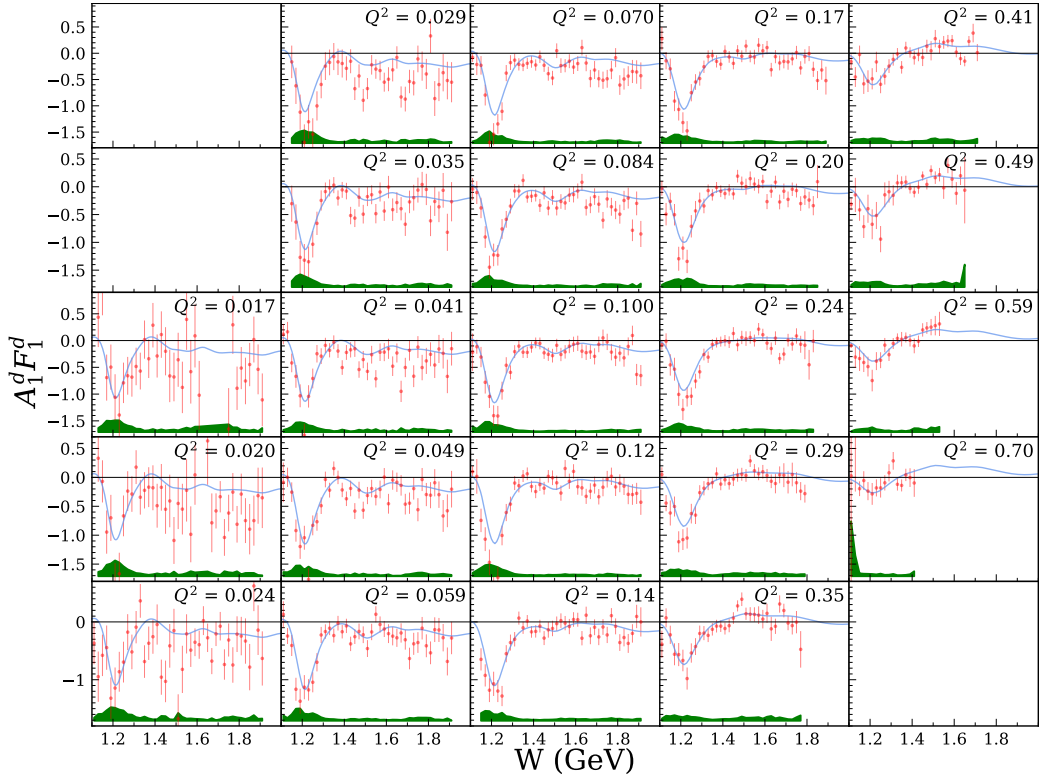 0.5 Q² = 0.029 Q² = 0.070 Q² = 0.17 Q² = 0.41
0.0
−0.5
−1.0
−1.5
0.5 Q² = 0.035 Q² = 0.084 Q² = 0.20 Q² = 0.49
0.0
−0.5
−1.0
−1.5
0.5 Q² = 0.017 Q² = 0.041 Q² = 0.100 Q² = 0.24 Q² = 0.59
0.0
−0.5
−1.0
−1.5
A₁ᵈF₁ᵈ
0.5 Q² = 0.020 Q² = 0.049 Q² = 0.12 Q² = 0.29 Q² = 0.70
0.0
−0.5
−1.0
−1.5
Q² = 0.024 Q² = 0.059 Q² = 0.14 Q² = 0.35
0
−1
1.2 1.4 1.6 1.8 1.2 1.4 1.6 1.8 1.2 1.4 1.6 1.8 1.2 1.4 1.6 1.8 1.2 1.4 1.6 1.8
W (GeV)